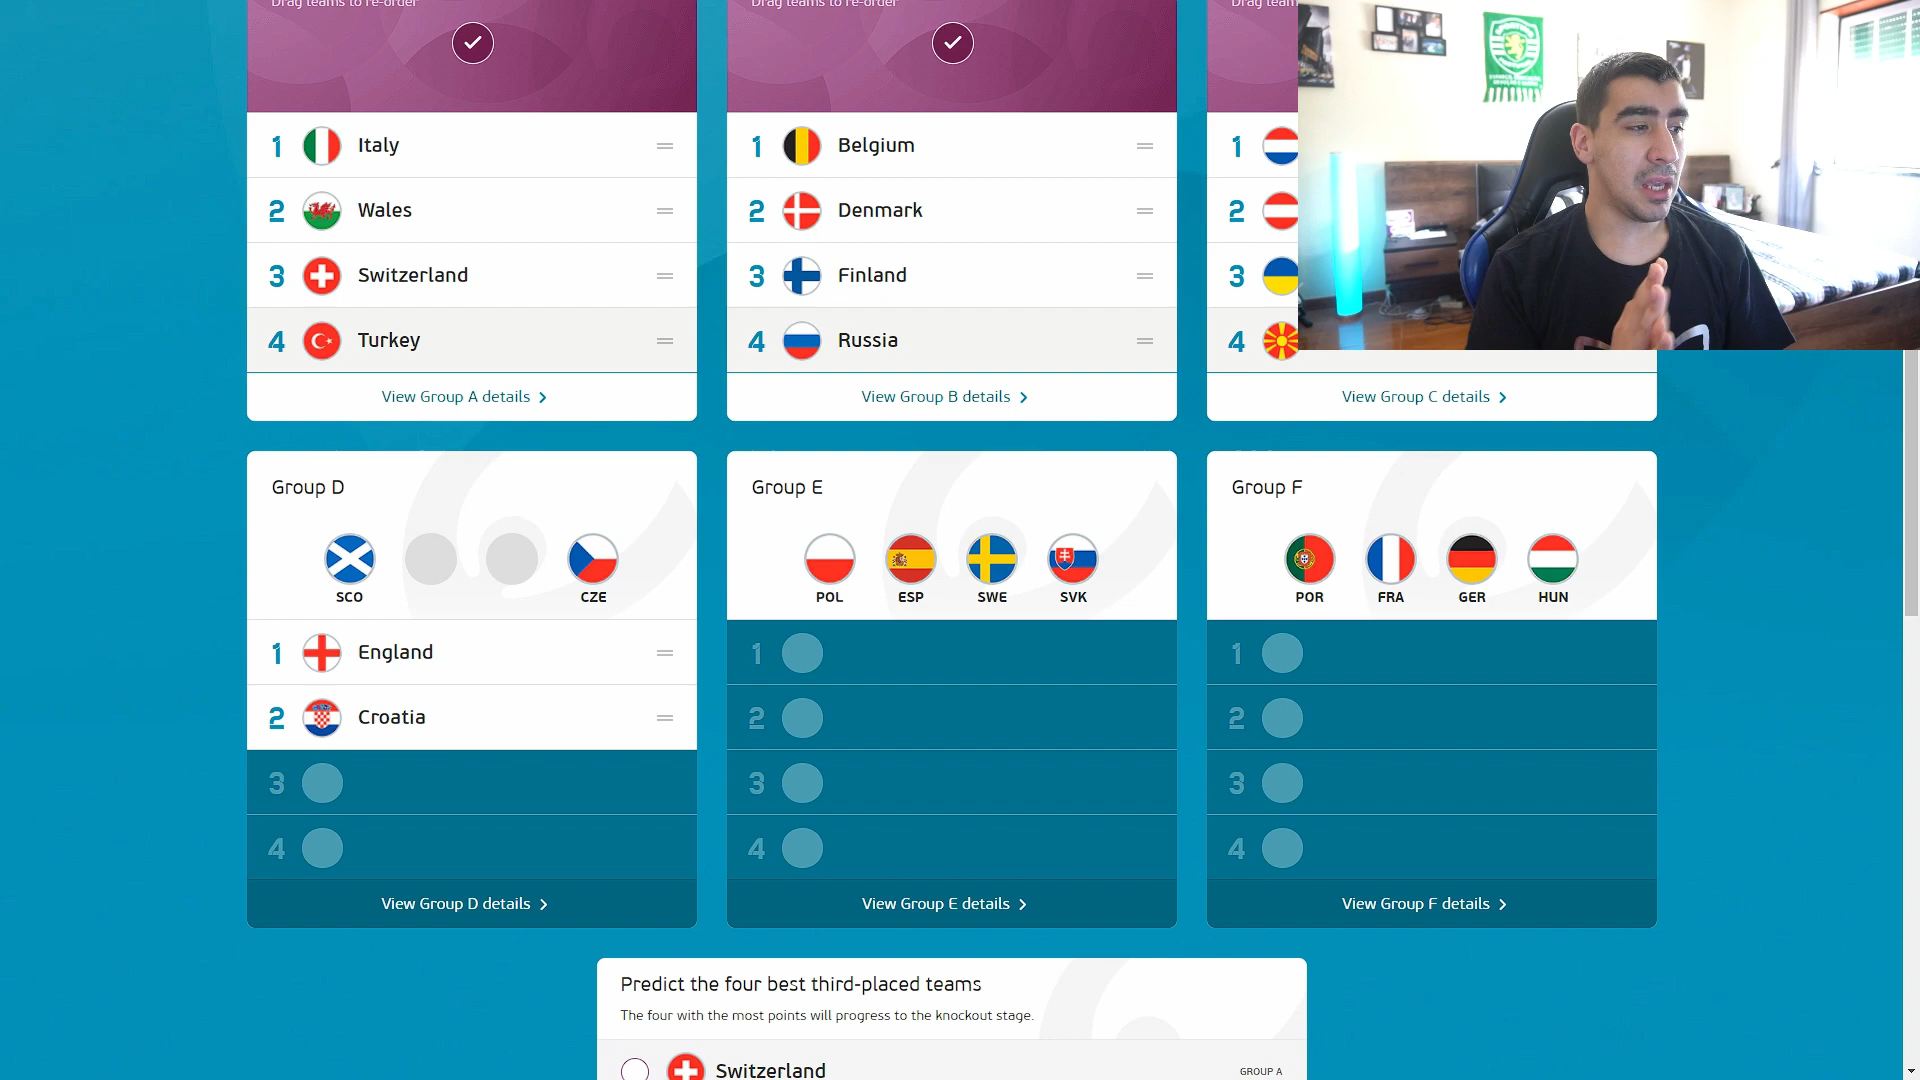 Drag teams to re-order
Drag teams to re-order
Drag team
1 Italy
2 Wales
3 Switzerland
4 Turkey
View Group A details
1 Belgium
2 Denmark
3 Finland
4 Russia
View Group B details
1
2
3
4
View Group C details
Group D
SCO CZE
1 England
2 Croatia
3
4
View Group D details
Group E
POL ESP SWE SVK
1
2
3
4
View Group E details
Group F
POR FRA GER HUN
1
2
3
4
View Group F details
Predict the four best third-placed teams
The four with the most points will progress to the knockout stage.
Switzerland GROUP A